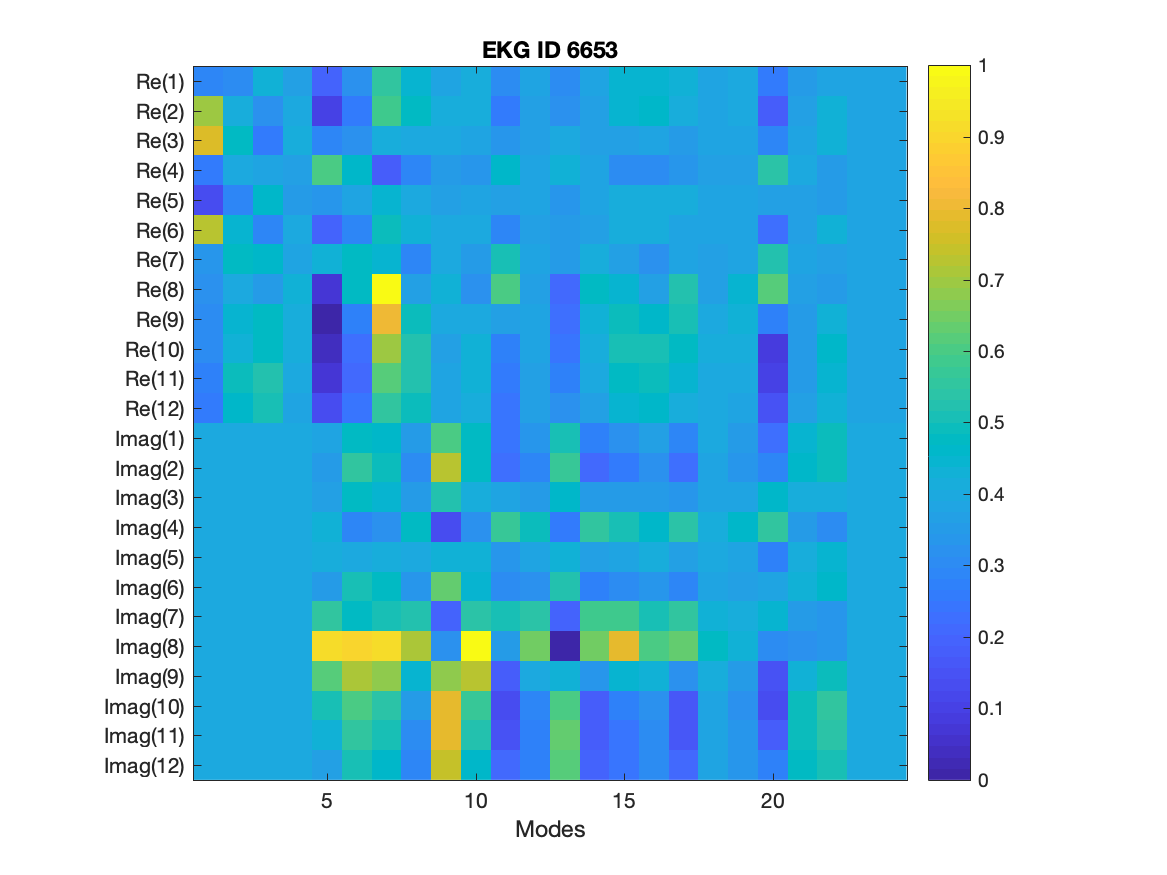 EKG ID 6653
Re(1)
Re(2)
Re(3)
Re(4)
Re(5)
Re(6)
Re(7)
Re(8)
Re(9)
Re(10)
Re(11)
Re(12)
Imag(1)
Imag(2)
Imag(3)
Imag(4)
Imag(5)
Imag(6)
Imag(7)
Imag(8)
Imag(9)
Imag(10)
Imag(11)
Imag(12)
5 10 15 20
Modes
1
0.9
0.8
0.7
0.6
0.5
0.4
0.3
0.2
0.1
0